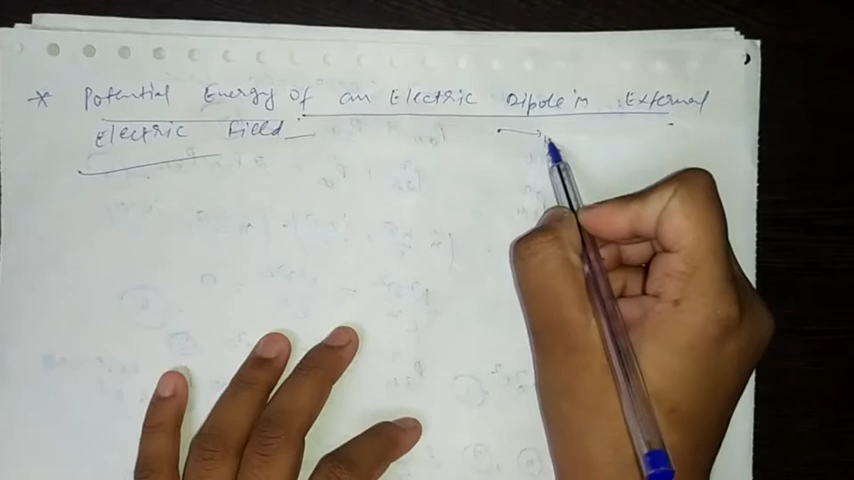 * Potential Energy of an Electric Dipole in External
Electric Field